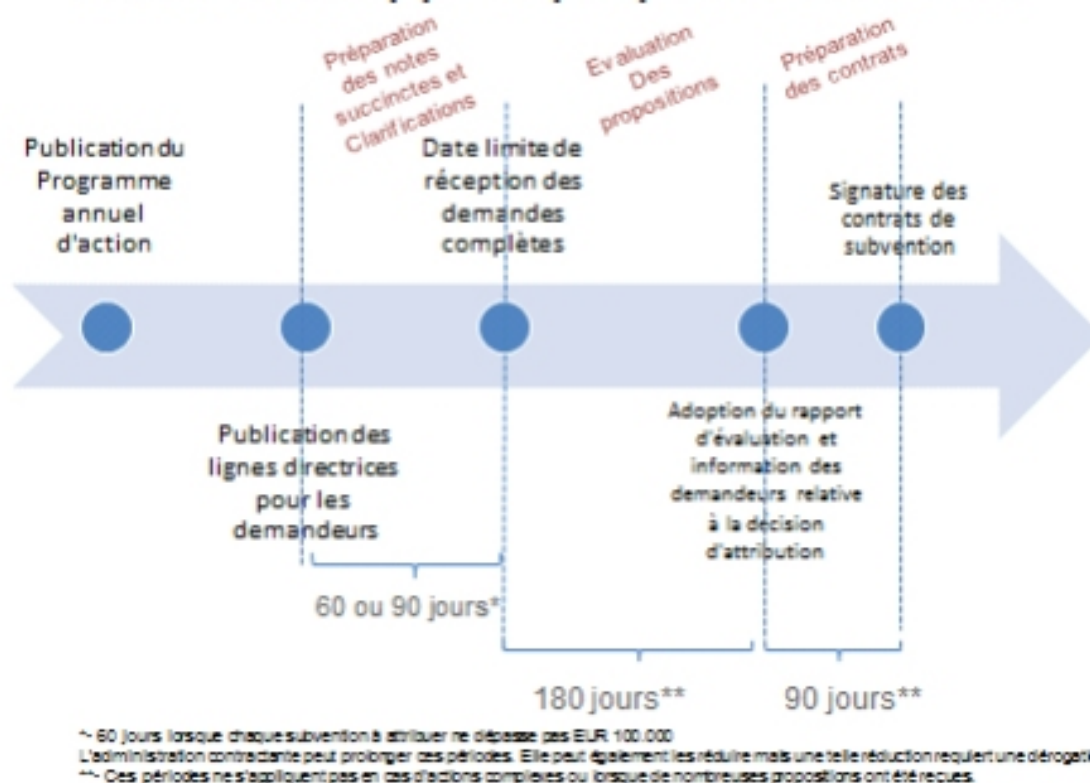 Préparation
des notes
succinctes et
Clarifications
Evaluation
Des
propositions
Préparation
des contrats
Publication du
Programme
annuel
d'action
Date limite de
réception des
demandes
complètes
Signature des
contrats de
subvention
Publication des
lignes directrices
pour les
demandeurs
Adoption du rapport
d'évaluation et
information des
demandeurs relative
à la décision
d'attribution
60 ou 90 jours*
180 jours**
90 jours**
*- 60 jours lorsque chaque subvention à attribuer ne dépasse pas EUR 100.000
L'administration contractante peut prolonger ces périodes. Elle peut également les réduire mais une telle réduction requiert une
**- Ces périodes ne s'appliquent pas en cas d'actions complexes ou lorsque de nombreuses propositions ont été reçues.